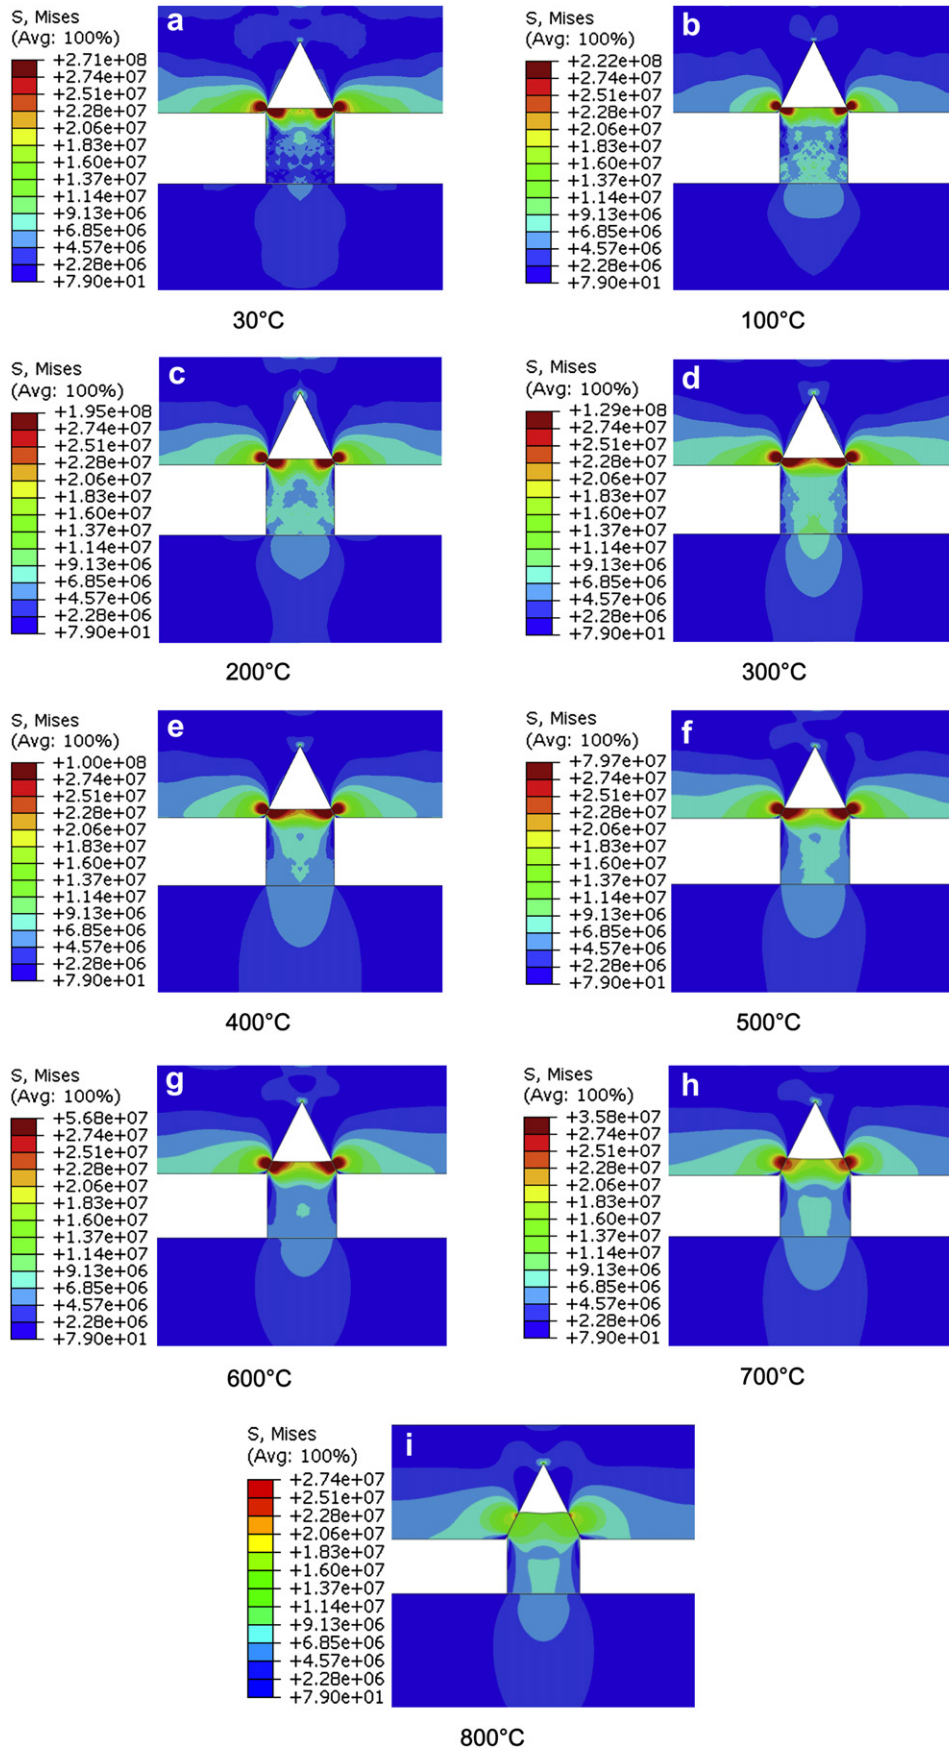 S, Mises
(Avg: 100%)
+2.71e+08
+2.74e+07
+2.51e+07
+2.28e+07
+2.06e+07
+1.83e+07
+1.60e+07
+1.37e+07
+1.14e+07
+9.13e+06
+6.85e+06
+4.57e+06
+2.28e+06
+7.90e+01
a
30°C
S, Mises
(Avg: 100%)
+2.22e+08
+2.74e+07
+2.51e+07
+2.28e+07
+2.06e+07
+1.83e+07
+1.60e+07
+1.37e+07
+1.14e+07
+9.13e+06
+6.85e+06
+4.57e+06
+2.28e+06
+7.90e+01
b
100°C
S, Mises
(Avg: 100%)
+1.95e+08
+2.74e+07
+2.51e+07
+2.28e+07
+2.06e+07
+1.83e+07
+1.60e+07
+1.37e+07
+1.14e+07
+9.13e+06
+6.85e+06
+4.57e+06
+2.28e+06
+7.90e+01
c
200°C
S, Mises
(Avg: 100%)
+1.29e+08
+2.74e+07
+2.51e+07
+2.28e+07
+2.06e+07
+1.83e+07
+1.60e+07
+1.37e+07
+1.14e+07
+9.13e+06
+6.85e+06
+4.57e+06
+2.28e+06
+7.90e+01
d
300°C
S, Mises
(Avg: 100%)
+1.00e+08
+2.74e+07
+2.51e+07
+2.28e+07
+2.06e+07
+1.83e+07
+1.60e+07
+1.37e+07
+1.14e+07
+9.13e+06
+6.85e+06
+4.57e+06
+2.28e+06
+7.90e+01
e
400°C
S, Mises
(Avg: 100%)
+7.97e+07
+2.74e+07
+2.51e+07
+2.28e+07
+2.06e+07
+1.83e+07
+1.60e+07
+1.37e+07
+1.14e+07
+9.13e+06
+6.85e+06
+4.57e+06
+2.28e+06
+7.90e+01
f
500°C
S, Mises
(Avg: 100%)
+5.68e+07
+2.74e+07
+2.51e+07
+2.28e+07
+2.06e+07
+1.83e+07
+1.60e+07
+1.37e+07
+1.14e+07
+9.13e+06
+6.85e+06
+4.57e+06
+2.28e+06
+7.90e+01
g
600°C
S, Mises
(Avg: 100%)
+3.58e+07
+2.74e+07
+2.51e+07
+2.28e+07
+2.06e+07
+1.83e+07
+1.60e+07
+1.37e+07
+1.14e+07
+9.13e+06
+6.85e+06
+4.57e+06
+2.28e+06
+7.90e+01
h
700°C
S, Mises
(Avg: 100%)
+2.74e+07
+2.51e+07
+2.28e+07
+2.06e+07
+1.83e+07
+1.60e+07
+1.37e+07
+1.14e+07
+9.13e+06
+6.85e+06
+4.57e+06
+2.28e+06
+7.90e+01
i
800°C